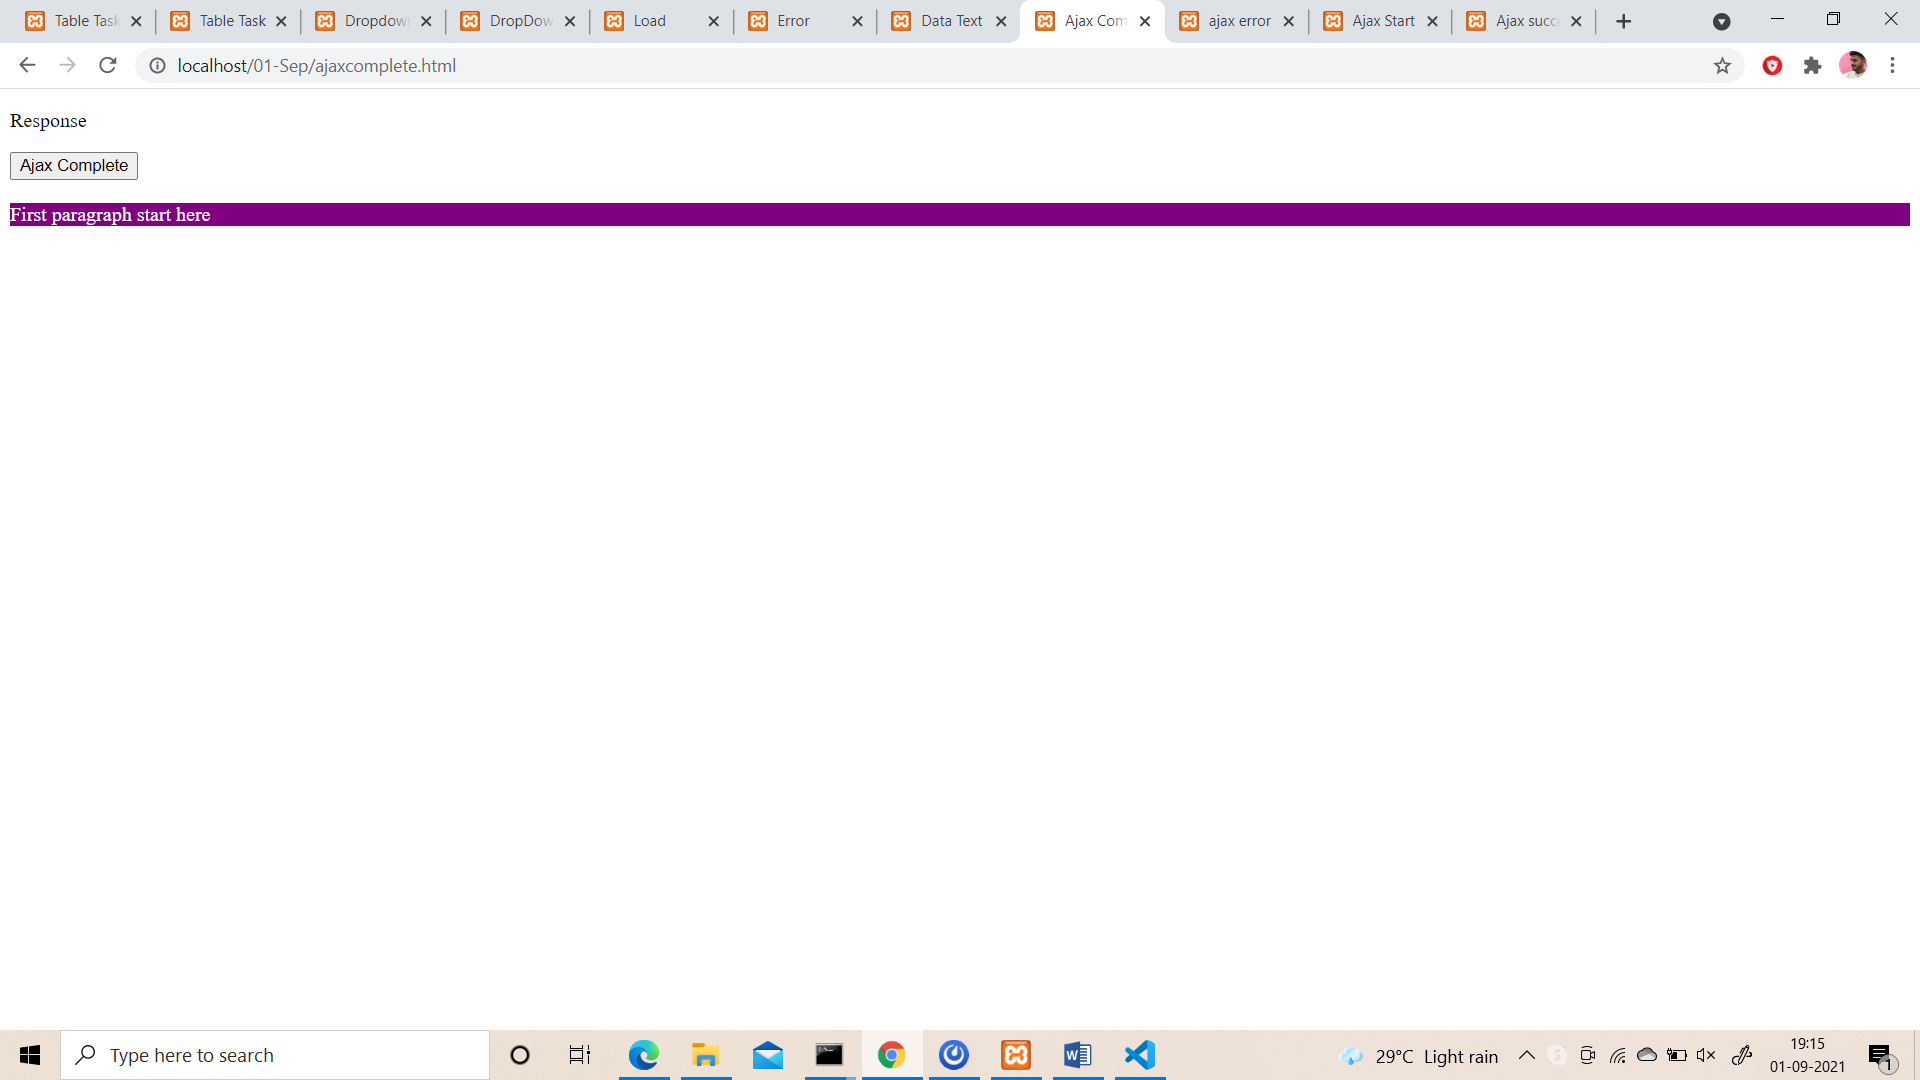 Table Task
Table Task
Dropdow
DropDow
Load
Error
Data Text
Ajax Com
ajax error
Ajax Start
Ajax succ
localhost/01-Sep/ajaxcomplete.html
Response
Ajax Complete
First paragraph start here
Type here to search
29°C Light rain
19:15
01-09-2021
1